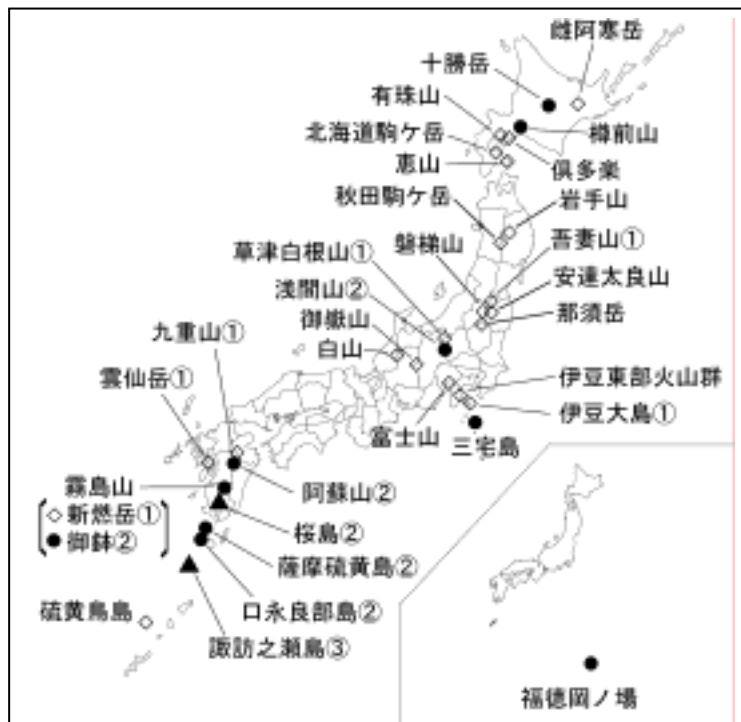 雌阿寒岳
十勝岳
有珠山
北海道駒ケ岳
樽前山
恵山
倶多楽
秋田駒ケ岳
岩手山
磐梯山
吾妻山①
草津白根山①
安達太良山
浅間山②
那須岳
御嶽山
九重山①
白山
雲仙岳①
伊豆東部火山群
伊豆大島①
富士山
三宅島
霧島山
阿蘇山②
新燃岳①
御鉢②
桜島②
薩摩硫黄島②
硫黄鳥島
口永良部島②
諏訪之瀬島③
福徳岡ノ場